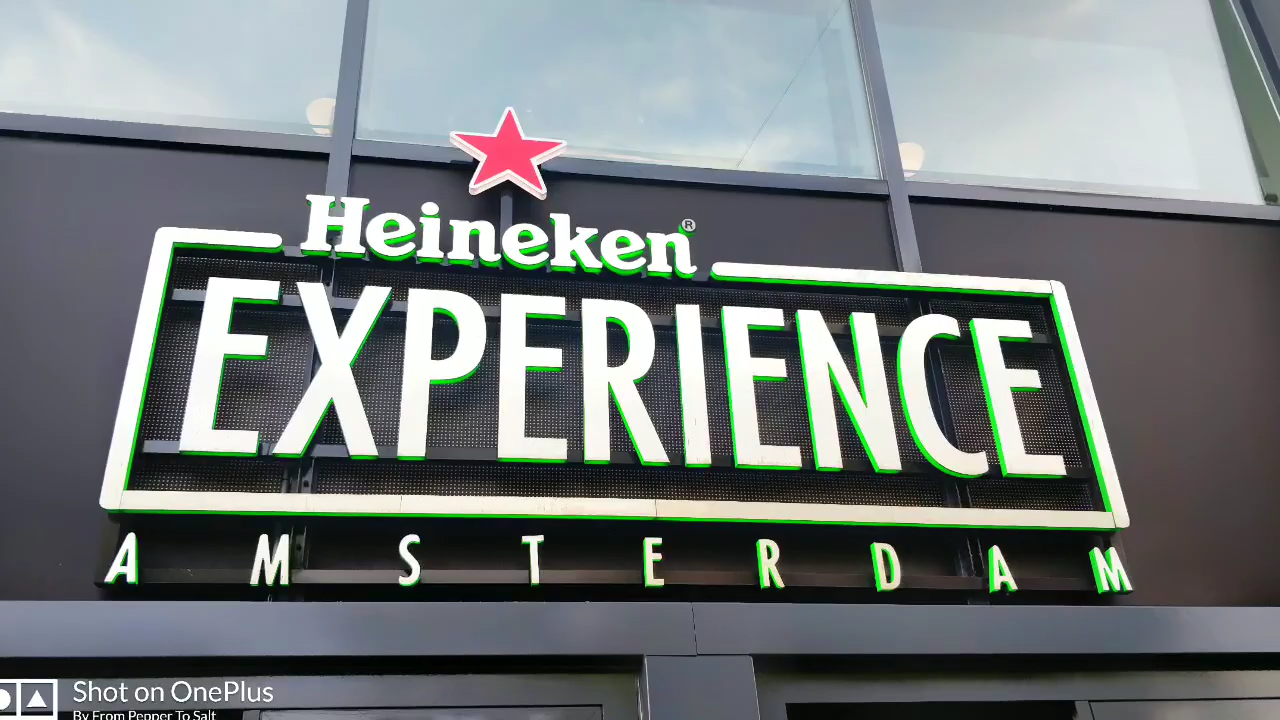 Heineken®
EXPERIENCE
AMSTERDAM
Shot on OnePlus
By From Pepper To Salt